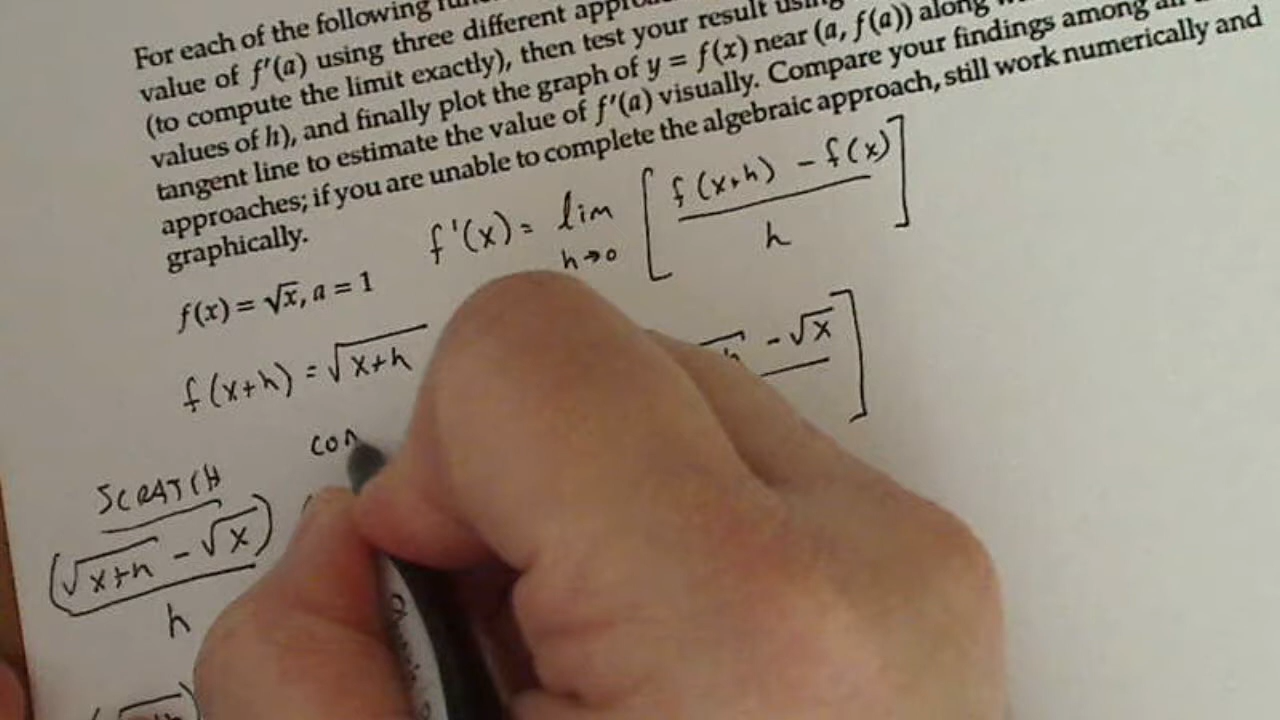 For each of the following
value of f'(a) using three different
(to compute the limit exactly), then test your result using
values of h), and finally plot the graph of y = f(x) near (a, f(a)) along
tangent line to estimate the value of f'(a) visually. Compare your findings among all
approaches; if you are unable to complete the algebraic approach, still work numerically and
graphically.
f'(x) = lim h→0 [ f(x+h) - f(x) / h ]
f(x) = √x, a = 1
f(x+h) = √x+h
- √x ]
con
SCRATCH
(√x+h - √x)
h